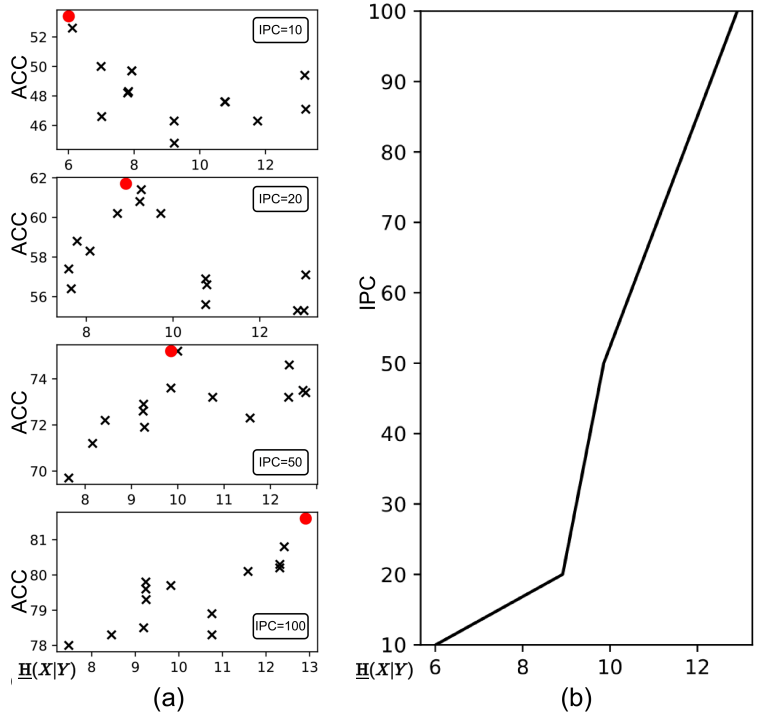 ACC
52
50
48
46
IPC=10
6 8 10 12
ACC
62
60
58
56
IPC=20
8 10 12
ACC
74
72
70
IPC=50
8 9 10 11 12
ACC
81
80
79
78
IPC=100
8 9 10 11 12 13
H(X|Y)
(a)
IPC
100
90
80
70
60
50
40
30
20
10
6 8 10 12
H(X|Y)
(b)